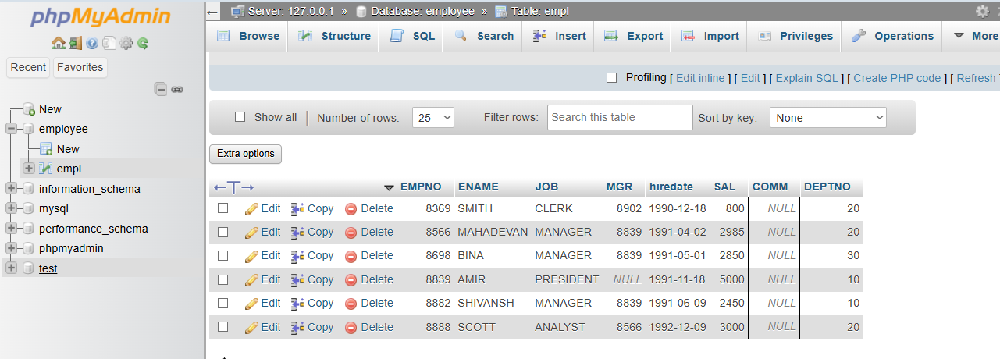 phpMyAdmin
Recent Favorites
New
employee
New
empl
information_schema
mysql
performance_schema
phpmyadmin
test
Server: 127.0.0.1 » Database: employee » Table: empl
Browse Structure SQL Search Insert Export Import Privileges Operations More
Profiling [ Edit inline ] [ Edit ] [ Explain SQL ] [ Create PHP code ] [ Refresh
Show all Number of rows: 25 Filter rows: Search this table Sort by key: None
Extra options
EMPNO ENAME JOB MGR hiredate SAL COMM DEPTNO
Edit Copy Delete 8369 SMITH CLERK 8902 1990-12-18 800 NULL 20
Edit Copy Delete 8566 MAHADEVAN MANAGER 8839 1991-04-02 2985 NULL 20
Edit Copy Delete 8698 BINA MANAGER 8839 1991-05-01 2850 NULL 30
Edit Copy Delete 8839 AMIR PRESIDENT NULL 1991-11-18 5000 NULL 10
Edit Copy Delete 8882 SHIVANSH MANAGER 8839 1991-06-09 2450 NULL 10
Edit Copy Delete 8888 SCOTT ANALYST 8566 1992-12-09 3000 NULL 20